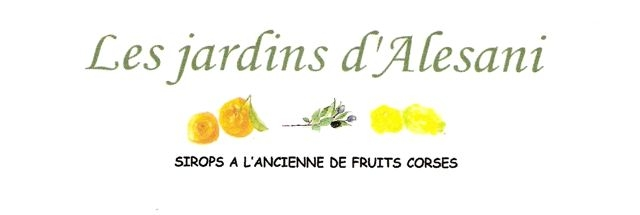 Les jardins d'Alesani
SIROPS A L'ANCIENNE DE FRUITS CORSES